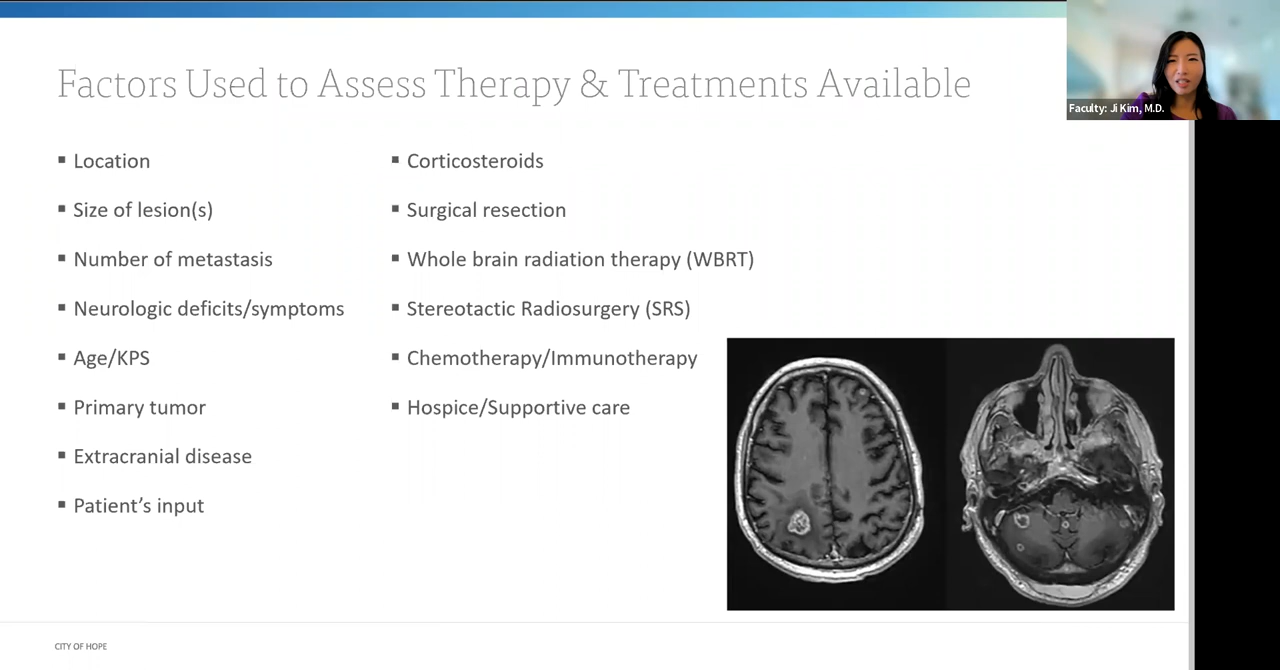 Factors Used to Assess Therapy & Treatments Available
Faculty: Ji Kim, M.D.
▪ Location
▪ Size of lesion(s)
▪ Number of metastasis
▪ Neurologic deficits/symptoms
▪ Age/KPS
▪ Primary tumor
▪ Extracranial disease
▪ Patient’s input
▪ Corticosteroids
▪ Surgical resection
▪ Whole brain radiation therapy (WBRT)
▪ Stereotactic Radiosurgery (SRS)
▪ Chemotherapy/Immunotherapy
▪ Hospice/Supportive care
CITY OF HOPE